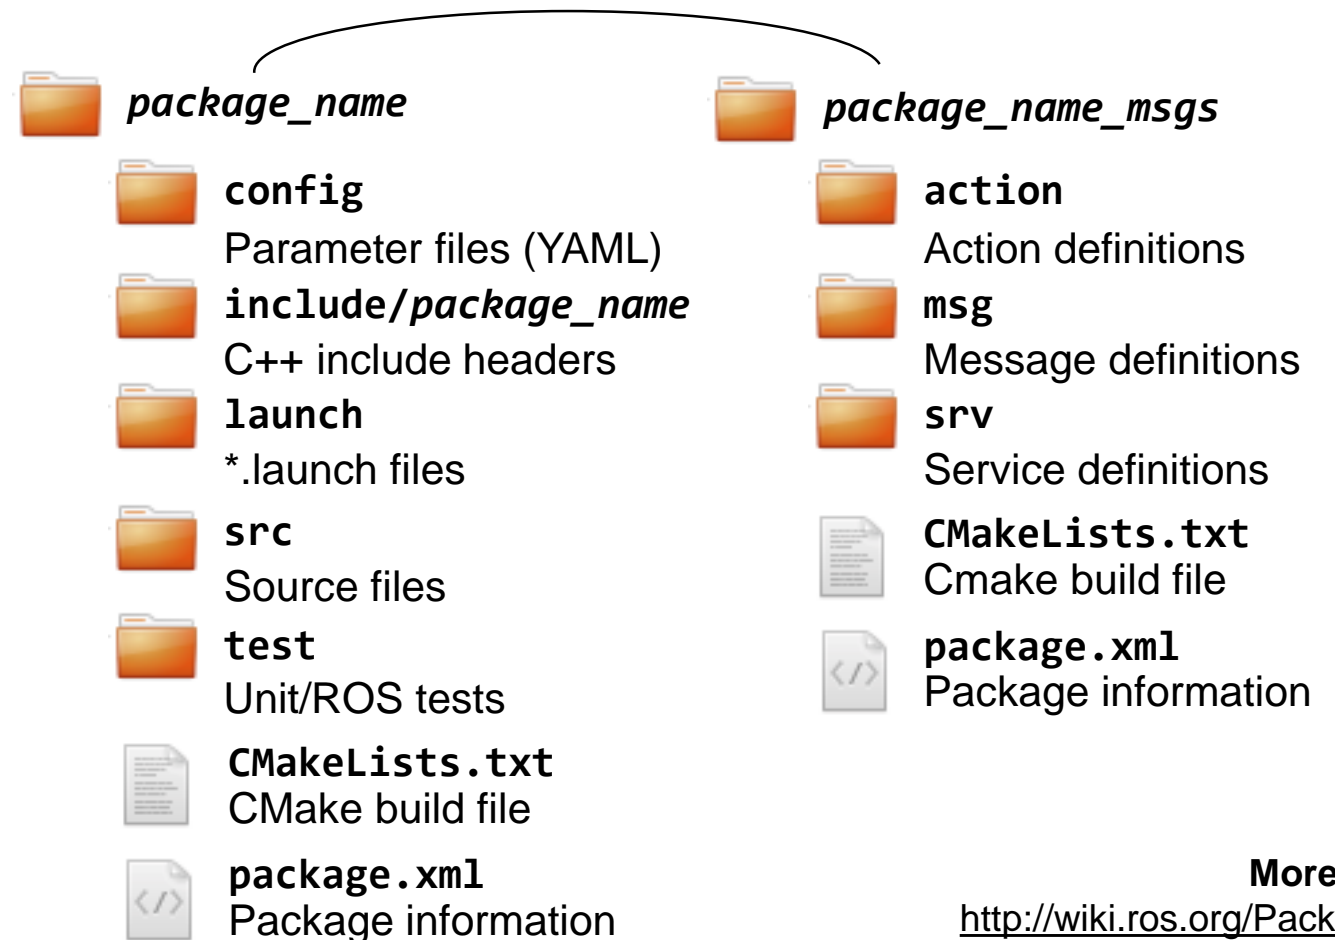 package_name
config
Parameter files (YAML)
include/package_name
C++ include headers
launch
*.launch files
src
Source files
test
Unit/ROS tests
CMakeLists.txt
CMake build file
package.xml
Package information
package_name_msgs
action
Action definitions
msg
Message definitions
srv
Service definitions
CMakeLists.txt
Cmake build file
package.xml
Package information
More
http://wiki.ros.org/Pack